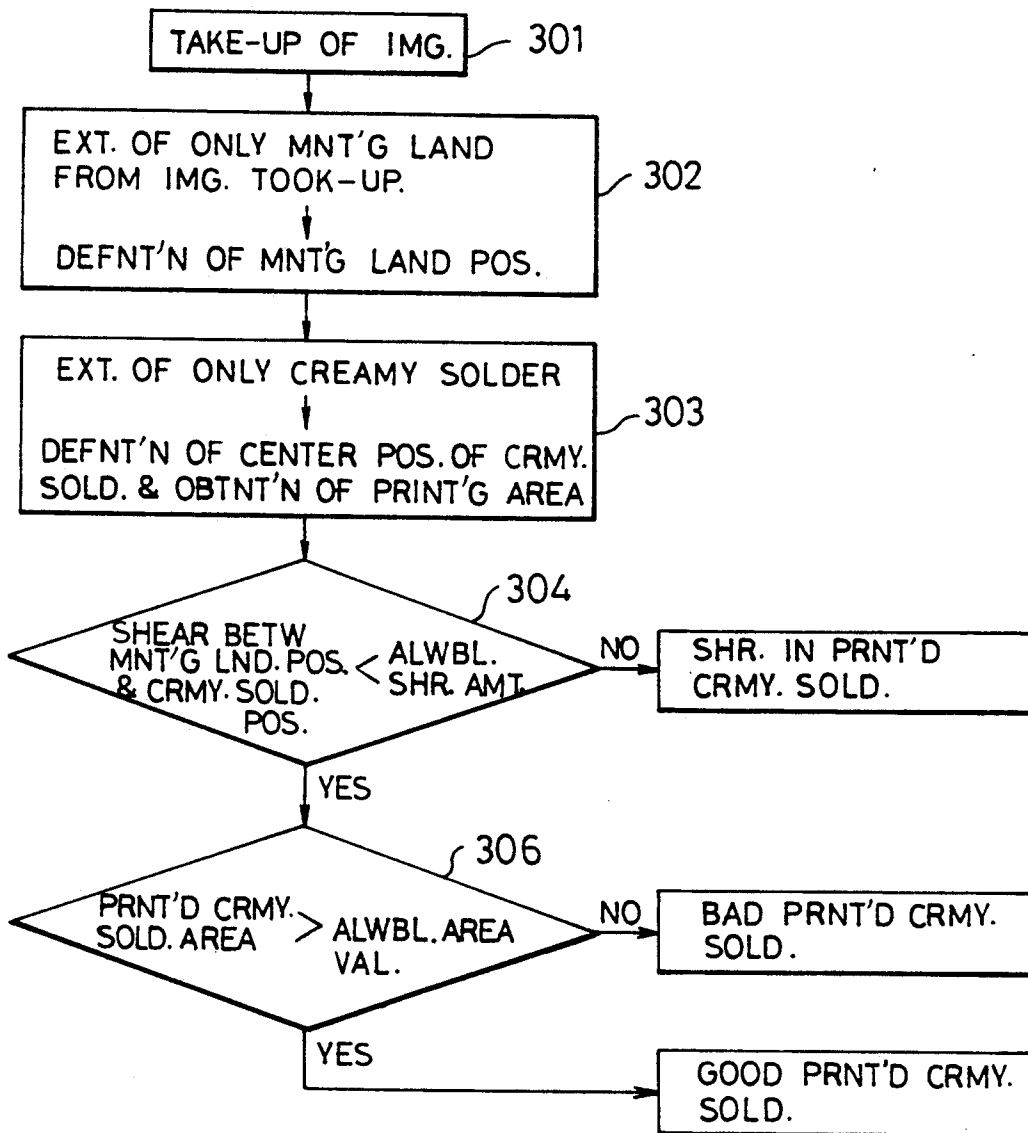 TAKE-UP OF IMG.
301
EXT. OF ONLY MNT'G LAND
FROM IMG. TOOK-UP.
302
DEFNT'N OF MNT'G LAND POS.
EXT. OF ONLY CREAMY SOLDER
303
DEFNT'N OF CENTER POS. OF CRMY.
SOLD. & OBTNT'N OF PRINT'G AREA
304
SHEAR BETW
MNT'G LND. POS.
& CRMY. SOLD.
POS.
<
ALWBL.
SHR. AMT.
NO
SHR. IN PRNT'D
CRMY. SOLD.
YES
306
PRNT'D CRMY.
SOLD. AREA
>
ALWBL. AREA
VAL.
NO
BAD PRNT'D CRMY.
SOLD.
YES
GOOD PRNT'D CRMY.
SOLD.